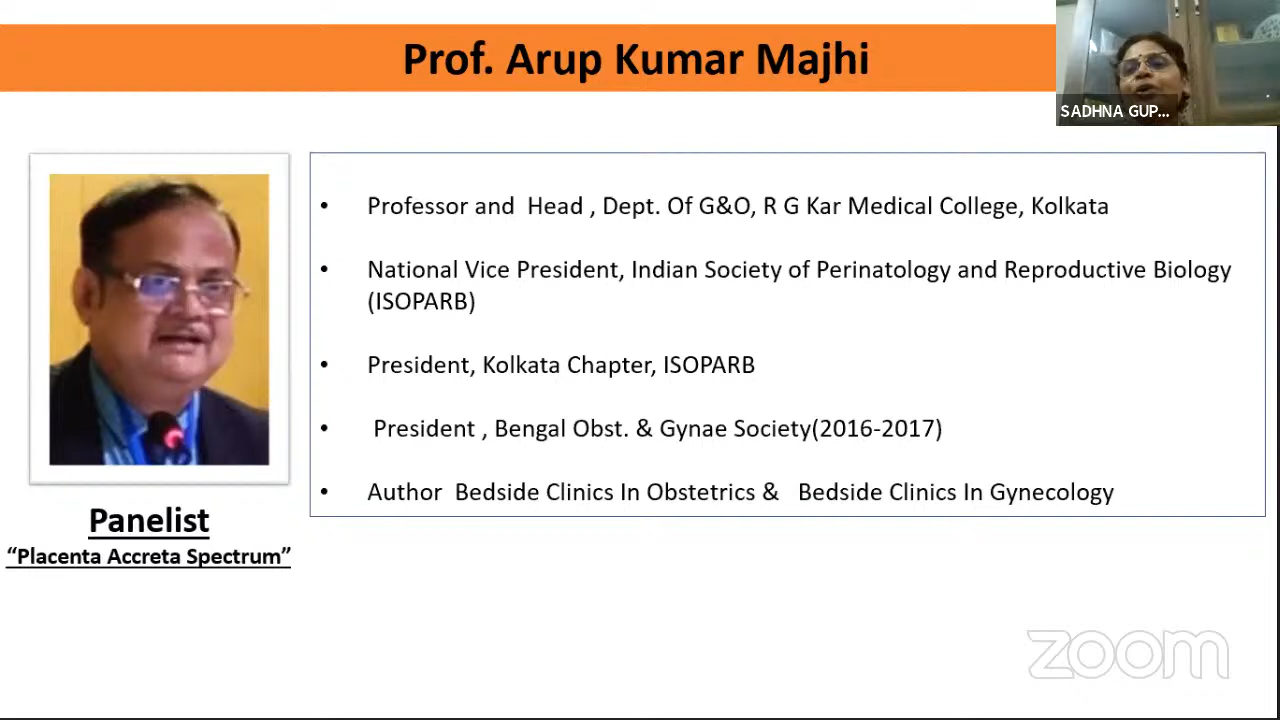 Prof. Arup Kumar Majhi
SADHNA GUP...
• Professor and Head , Dept. Of G&O, R G Kar Medical College, Kolkata
• National Vice President, Indian Society of Perinatology and Reproductive Biology
(ISOPARB)
• President, Kolkata Chapter, ISOPARB
• President , Bengal Obst. & Gynae Society(2016-2017)
• Author Bedside Clinics In Obstetrics & Bedside Clinics In Gynecology
Panelist
“Placenta Accreta Spectrum”
zoom